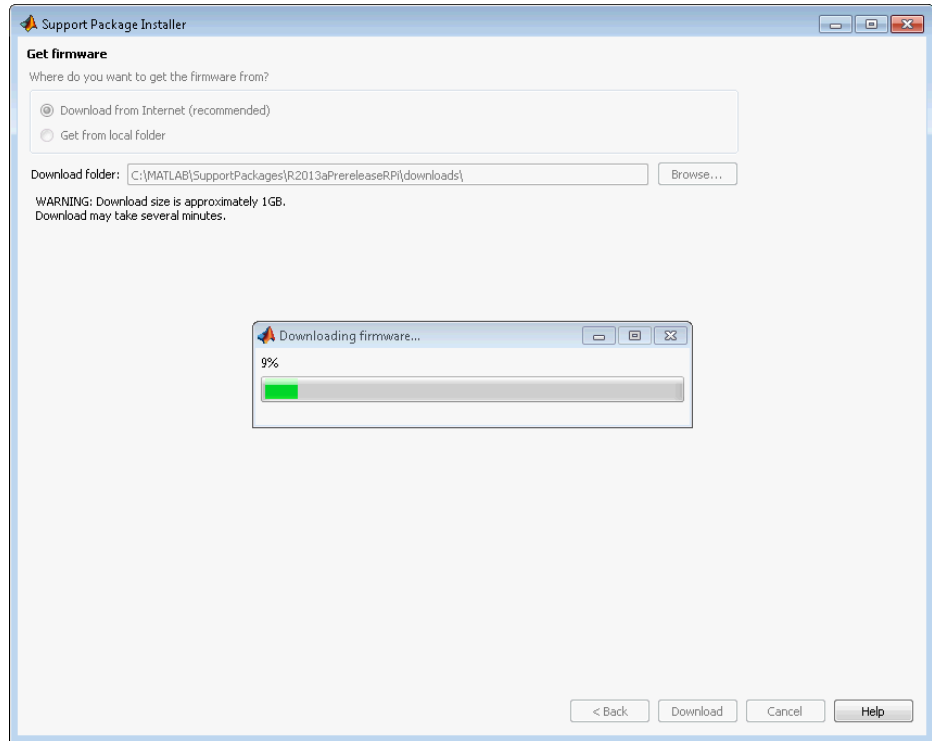 Support Package Installer
Get firmware
Where do you want to get the firmware from?
Download from Internet (recommended)
Get from local folder
Download folder: C:\MATLAB\SupportPackages\R2013aPrereleaseRPi\downloads\ Browse...
WARNING: Download size is approximately 1GB.
Download may take several minutes.
Downloading firmware...
9%
< Back Download Cancel Help